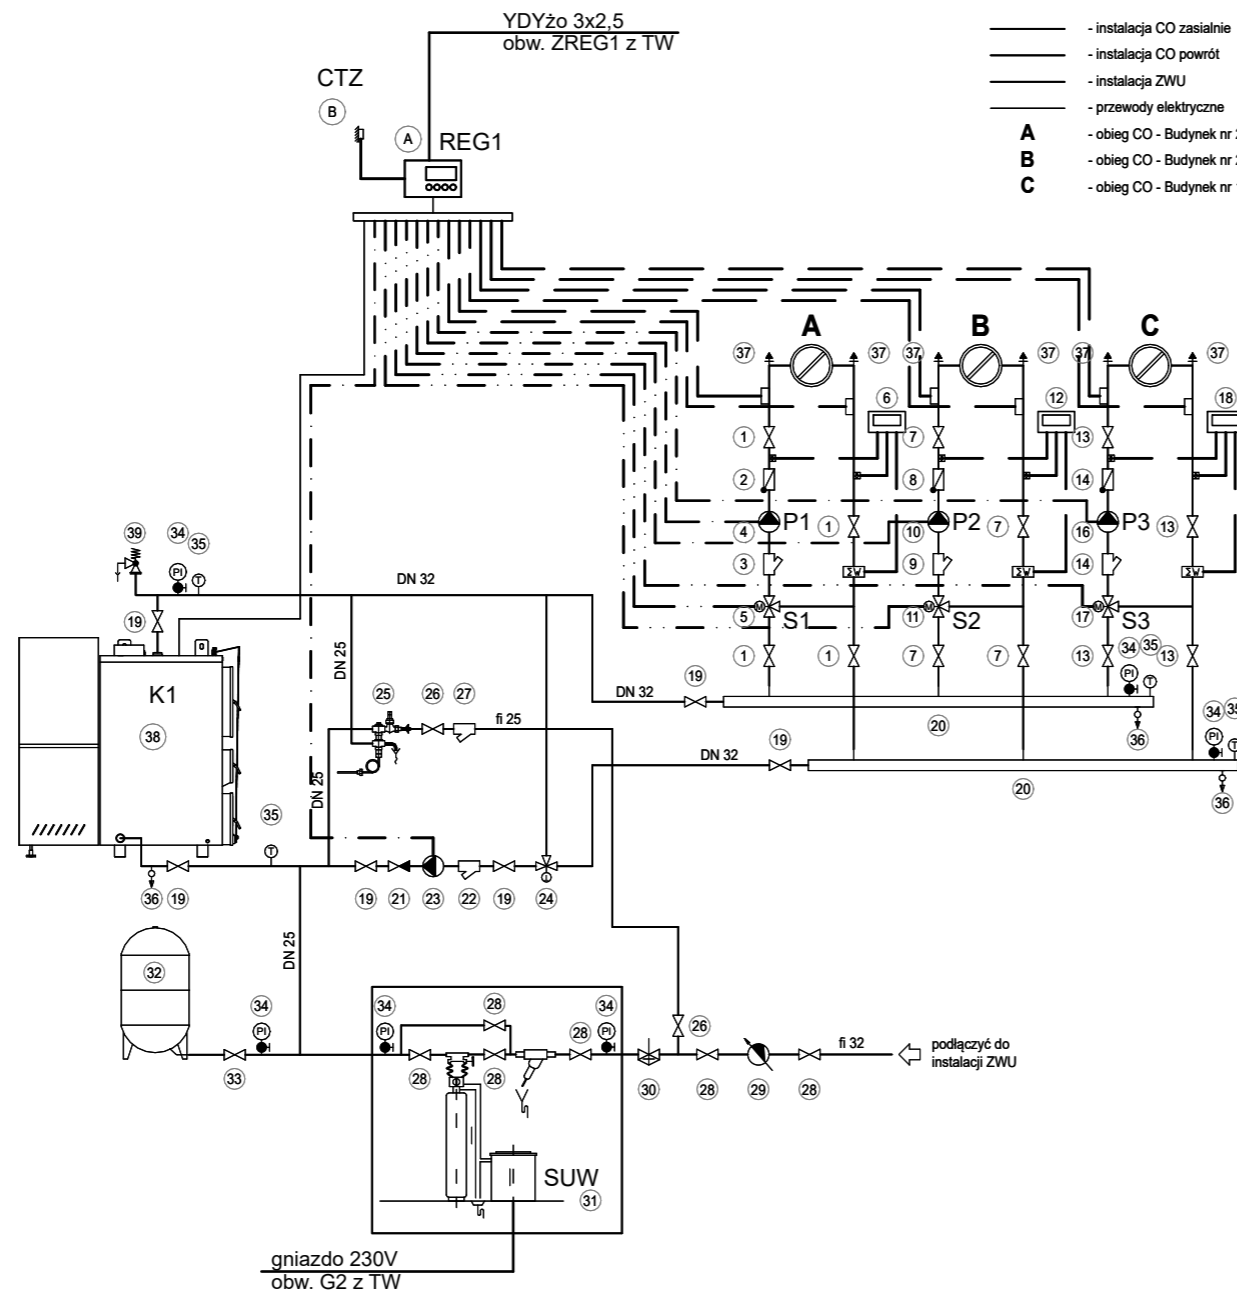 YDYżo 3x2,5
obw. ZREG1 z TW
- instalacja CO zasialnie
- instalacja CO powrót
- instalacja ZWU
- przewody elektryczne
A - obieg CO - Budynek nr
B - obieg CO - Budynek nr
C - obieg CO - Budynek nr
CTZ
B
A REG1
A B C
37 37 37 37 37 37
6 12 18
1 7 13
2 8 14
4 P1 1 10 P2 7 16 P3 13
3 9 14
ΣW ΣW ΣW
M M M
5 S1 11 S2 17 S3
1 1 7 7 13 34 35 13
PI T
39 34 35
PI T
DN 32
19
K1
38
DN 25
25 26 27
fi 25
DN 32 19
20
36
34 35
PI T
DN 32 19
20
36
DN 25
35
T
36 19 19 21 23 22 19 24
DN 25
32
34
PI
33
34
PI
28
28
28
28
34
PI
26
30 28 29 28
fi 32
podłączyć do
instalacji ZWU
SUW
31
gniazdo 230V
obw. G2 z TW